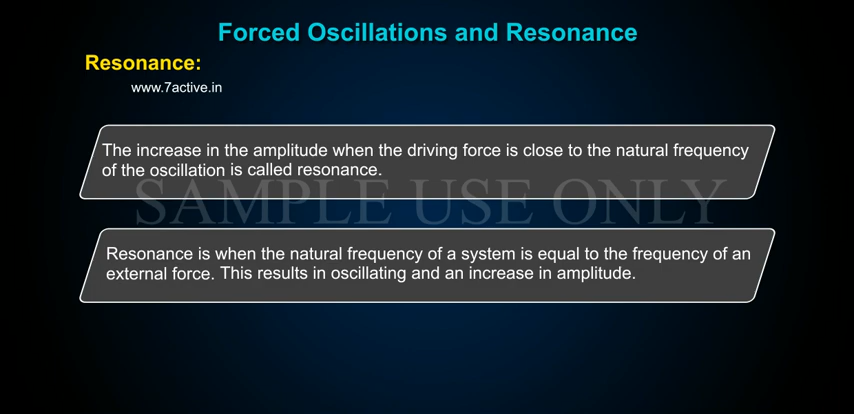 Forced Oscillations and Resonance
Resonance:
www.7active.in
The increase in the amplitude when the driving force is close to the natural frequency
of the oscillation is called resonance.
SAMPLE USE ONLY
Resonance is when the natural frequency of a system is equal to the frequency of an
external force. This results in oscillating and an increase in amplitude.